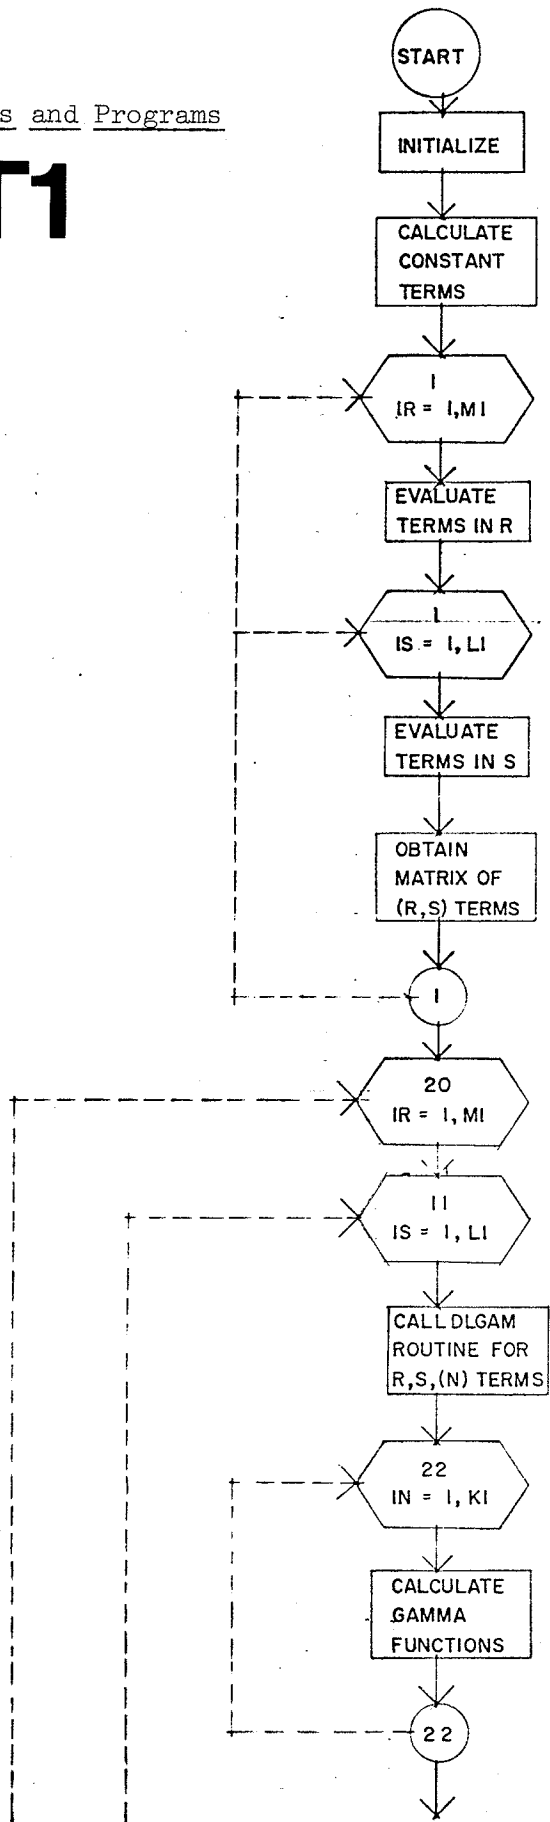 START
s and Programs
INITIALIZE
T1
CALCULATE
CONSTANT
TERMS
1
IR = 1,M1
EVALUATE
TERMS IN R
1
IS = 1, L1
EVALUATE
TERMS IN S
OBTAIN
MATRIX OF
(R,S) TERMS
1
20
IR = 1, M1
11
IS = 1, L1
CALL DLGAM
ROUTINE FOR
R,S,(N) TERMS
22
IN = 1, K1
CALCULATE
GAMMA
FUNCTIONS
22